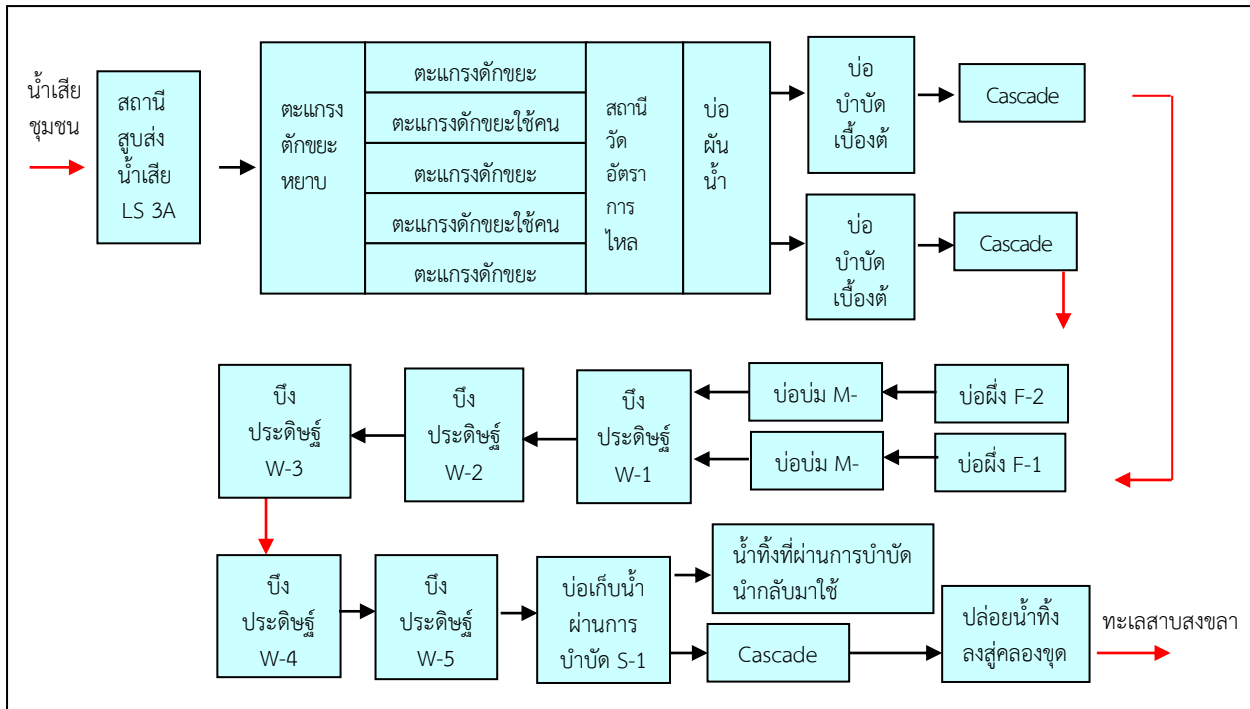 น้ำเสีย
ชุมชน
สถานี
สูบส่ง
น้ำเสีย
LS 3A
ตะแกรง
ตักขยะ
หยาบ
ตะแกรงดักขยะ
ตะแกรงดักขยะใช้คน
ตะแกรงดักขยะ
ตะแกรงดักขยะใช้คน
ตะแกรงดักขยะ
สถานี
วัด
อัตรา
การ
ไหล
บ่อ
ผัน
น้ำ
บ่อ
บำบัด
เบื้องต้
Cascade
บ่อ
บำบัด
เบื้องต้
Cascade
บึง
ประดิษฐ์
W-3
บึง
ประดิษฐ์
W-2
บึง
ประดิษฐ์
W-1
บ่อบ่ม M-
บ่อผึ่ง F-2
บ่อบ่ม M-
บ่อผึ่ง F-1
บึง
ประดิษฐ์
W-4
บึง
ประดิษฐ์
W-5
บ่อเก็บน้ำ
ผ่านการ
บำบัด S-1
น้ำทิ้งที่ผ่านการบำบัด
นำกลับมาใช้
Cascade
ปล่อยน้ำทิ้ง
ลงสู่คลองขุด
ทะเลสาบสงขลา